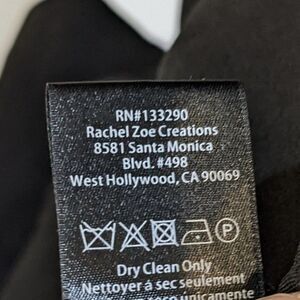 RN#133290
Rachel Zoe Creations
8581 Santa Monica
Blvd. #498
West Hollywood, CA 90069
P
Dry Clean Only
Nettoyer à sec seulement
unicamente